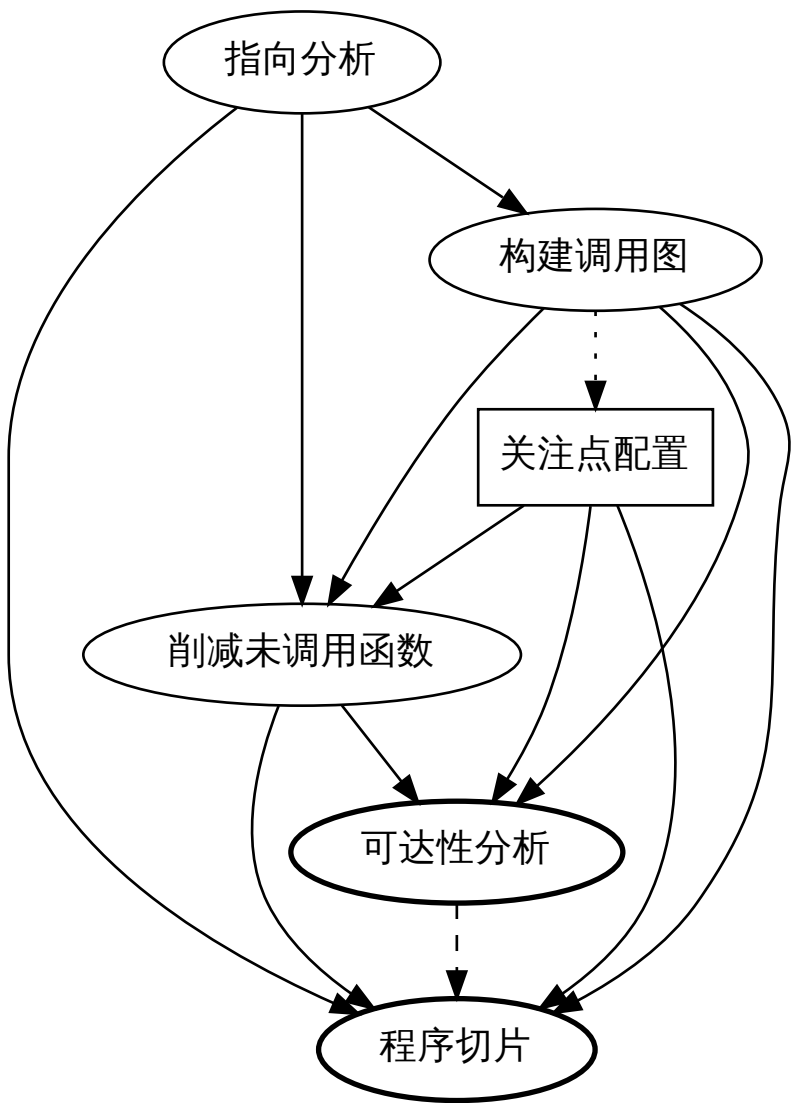 指向分析
构建调用图
关注点配置
削减未调用函数
可达性分析
程序切片